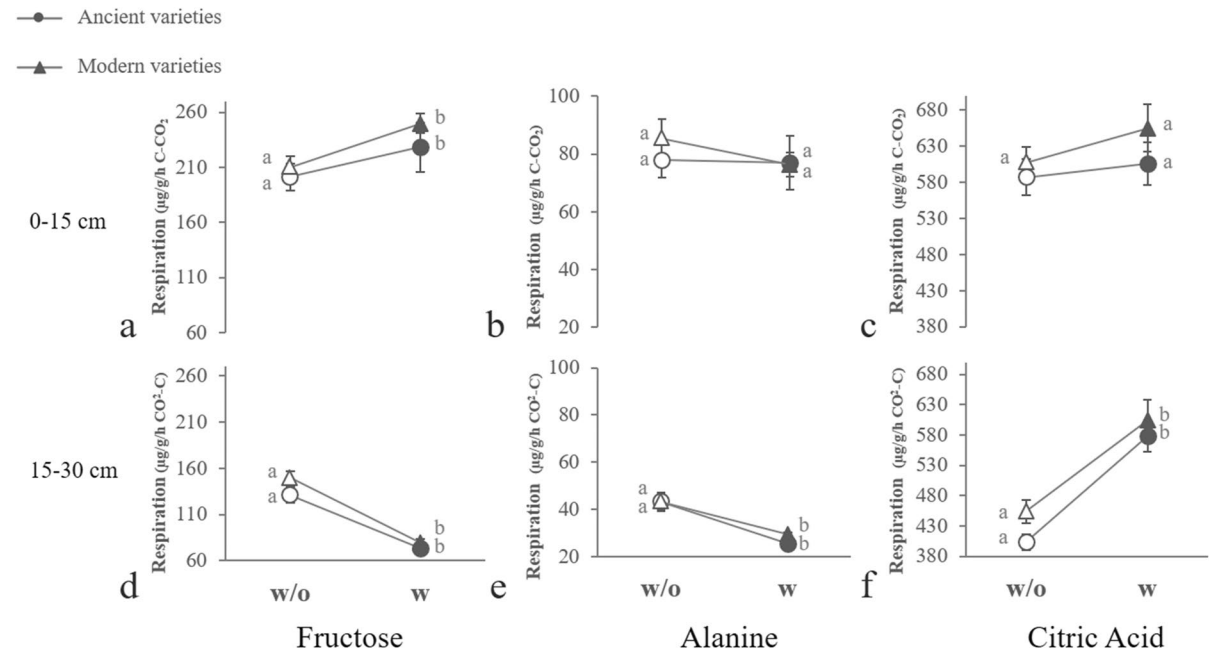 Ancient varieties
Modern varieties
0-15 cm
a
Respiration (µg/g/h C-CO₂
260
210
160
110
60
a
a
b
b
b
Respiration (µg/g/h C-CO₂)
100
80
60
40
20
a
a
a
a
c
Respiration (µg/g/h C-CO₂)
680
630
580
530
480
430
380
a
a
a
15-30 cm
d
Respiration (µg/g/h CO²-C)
260
210
160
110
60
a
a
b
b
w/o
w
Fructose
e
Respiration (µg/g/h CO²-C)
100
80
60
40
20
a
a
b
b
w/o
w
Alanine
f
Respiration (µg/g/h CO²-C)
680
630
580
530
480
430
380
a
a
b
b
w/o
w
Citric Acid